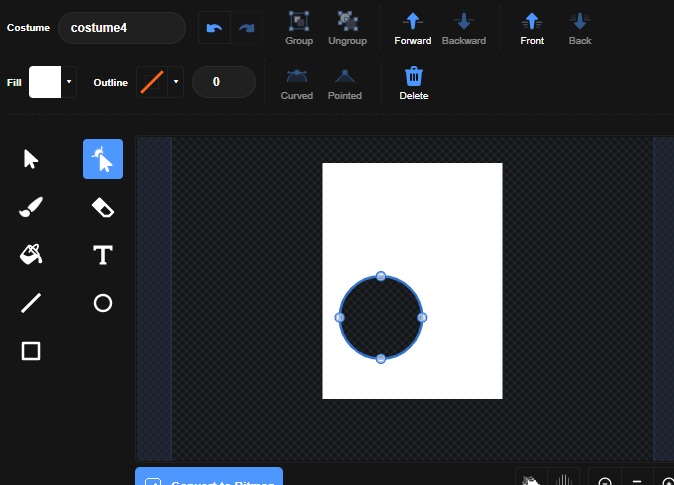 Costume costume4
Group Ungroup Forward Backward Front Back
Fill Outline 0
Curved Pointed Delete
T
Convert to Bitmap